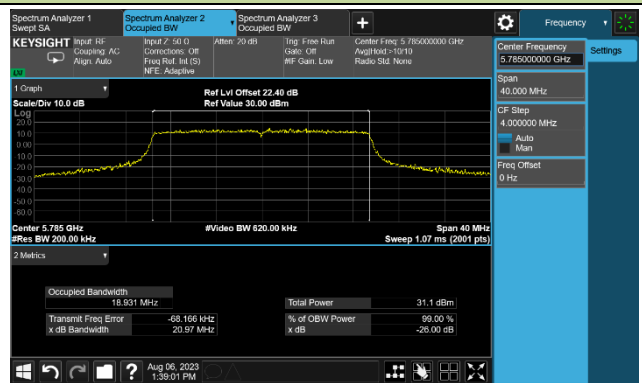 Spectrum Analyzer 1
Swept SA
Spectrum Analyzer 2
Occupied BW
Spectrum Analyzer 3
Occupied BW
+
Frequency
KEYSIGHT
Input: RF
Coupling: AC
Align: Auto
Input Z: 50 Ω
Corrections: Off
Freq Ref: Int (S)
NFE: Adaptive
Atten: 20 dB
Trig: Free Run
Gate: Off
#IF Gain: Low
Center Freq: 5.785000000 GHz
Avg|Hold:>10/10
Radio Std: None
Center Frequency
5.785000000 GHz
Settings
Span
40.000 MHz
CF Step
4.000000 MHz
Auto
Man
Freq Offset
0 Hz
1 Graph
Scale/Div 10.0 dB
Ref Lvl Offset 22.40 dB
Ref Value 30.00 dBm
Log
20.0
10.0
0.00
-10.0
-20.0
-30.0
-40.0
-50.0
-60.0
Center 5.785 GHz
#Video BW 620.00 kHz
Span 40 MHz
#Res BW 200.00 kHz
Sweep 1.07 ms (2001 pts)
2 Metrics
Occupied Bandwidth
18.931 MHz
Total Power
31.1 dBm
Transmit Freq Error
-68.166 kHz
% of OBW Power
99.00 %
x dB Bandwidth
20.97 MHz
x dB
-26.00 dB
?
Aug 06, 2023
1:39:01 PM